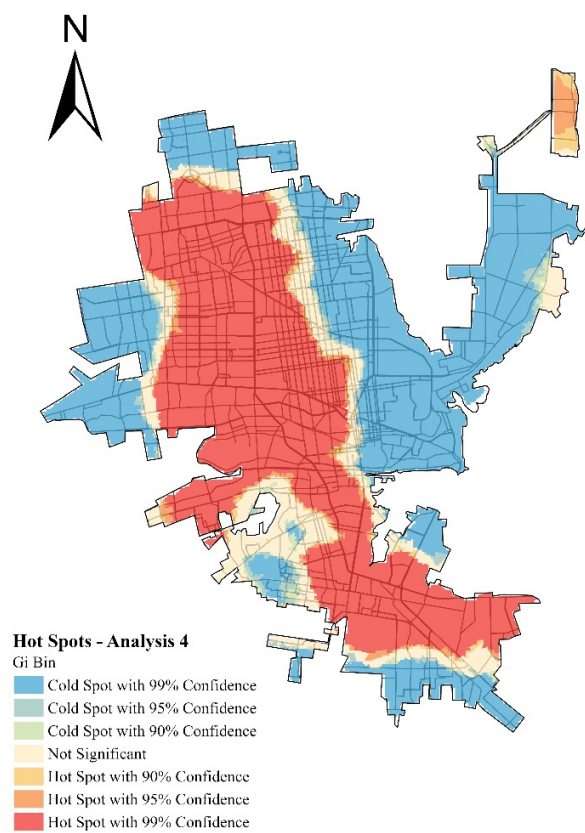 N
Hot Spots - Analysis 4
Gi Bin
Cold Spot with 99% Confidence
Cold Spot with 95% Confidence
Cold Spot with 90% Confidence
Not Significant
Hot Spot with 90% Confidence
Hot Spot with 95% Confidence
Hot Spot with 99% Confidence